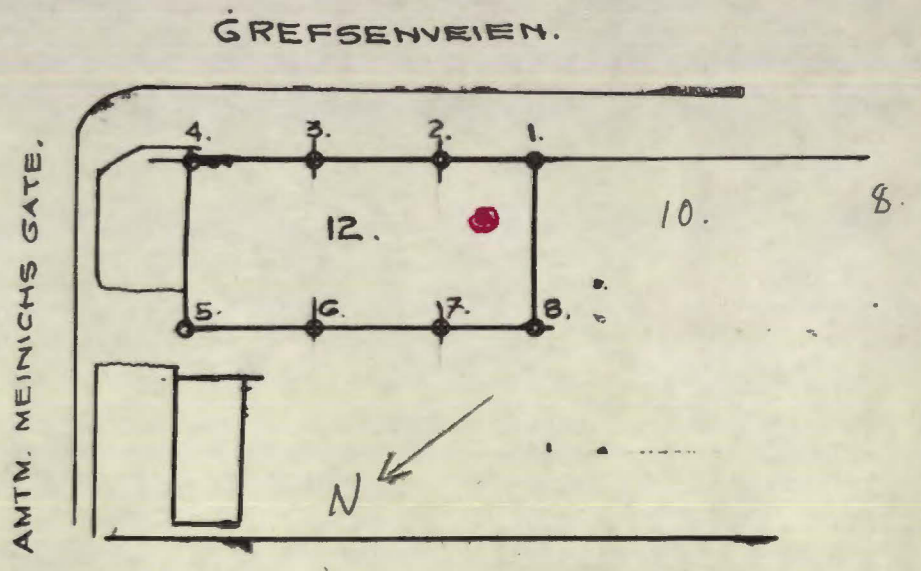 GREFSENVEIEN.
AMTM. MEINICHS GATE.
4. 3. 2. 1.
12. 10. 8.
5. 6. 7. 8.
N